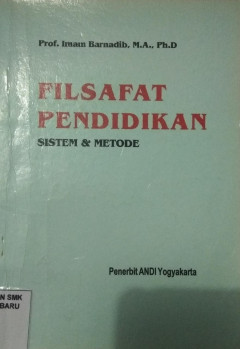 Prof. Imam Barnadib, M.A., Ph.D
FILSAFAT
PENDIDIKAN
SISTEM & METODE
Penerbit ANDI Yogyakarta
N SMK
BARU